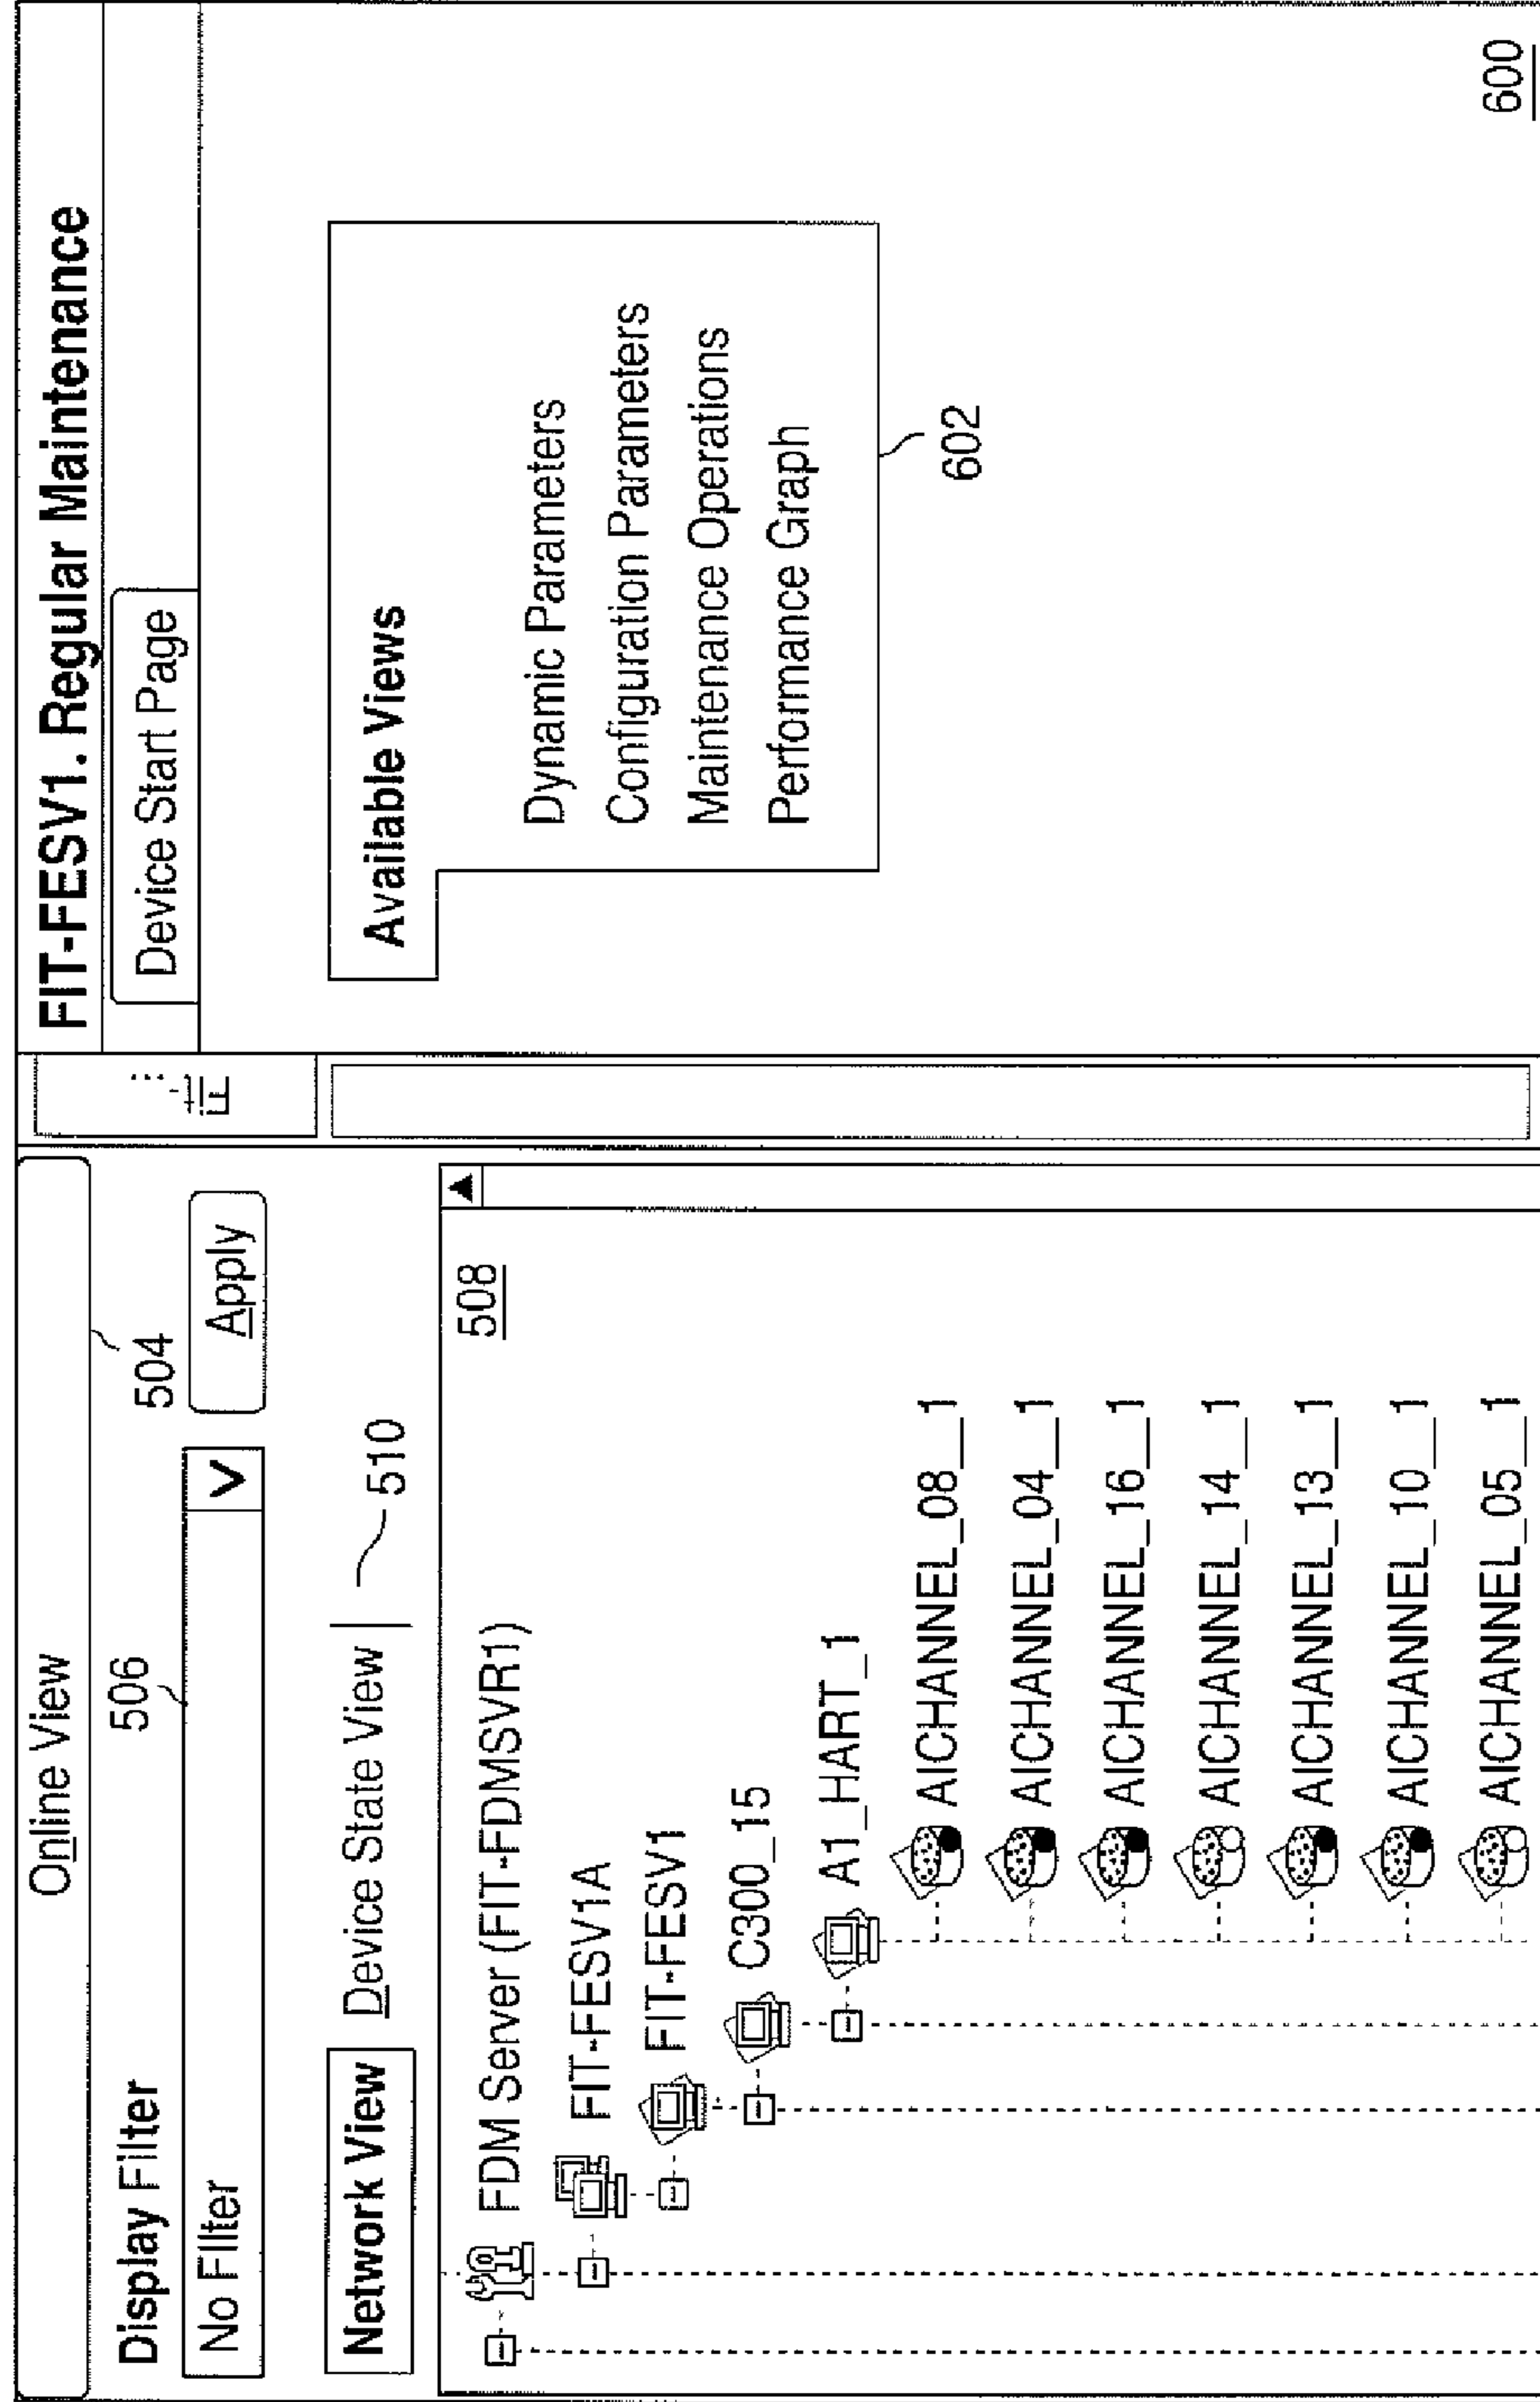 Online View
504
Display Filter
506
No FIlter
Apply
Network View
Device State View
510
508
FDM Server (FIT-FDMSVR1)
FIT-FESV1A
FIT-FESV1
C300_15
A1_HART_1
AICHANNEL_08__1
AICHANNEL_04__1
AICHANNEL_16__1
AICHANNEL_14__1
AICHANNEL_13__1
AICHANNEL_10__1
AICHANNEL_05__1
Fit-...
FIT-FESV1. Regular Maintenance
Device Start Page
Available Views
Dynamic Parameters
Configuration Parameters
Maintenance Operations
Performance Graph
602
600